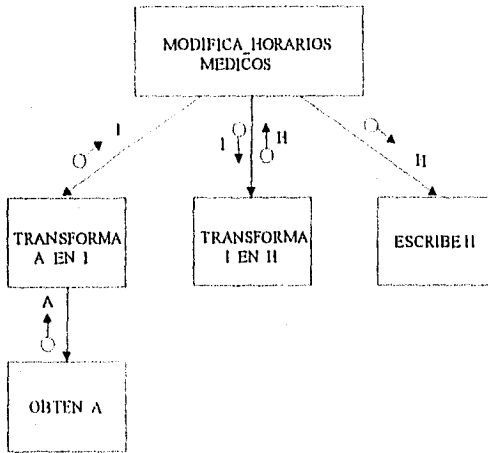 MODIFICA_HORARIOS
MEDICOS
I
I
H
H
TRANSFORMA
A EN I
TRANSFORMA
I EN H
ESCRIBE H
A
OBTEN A